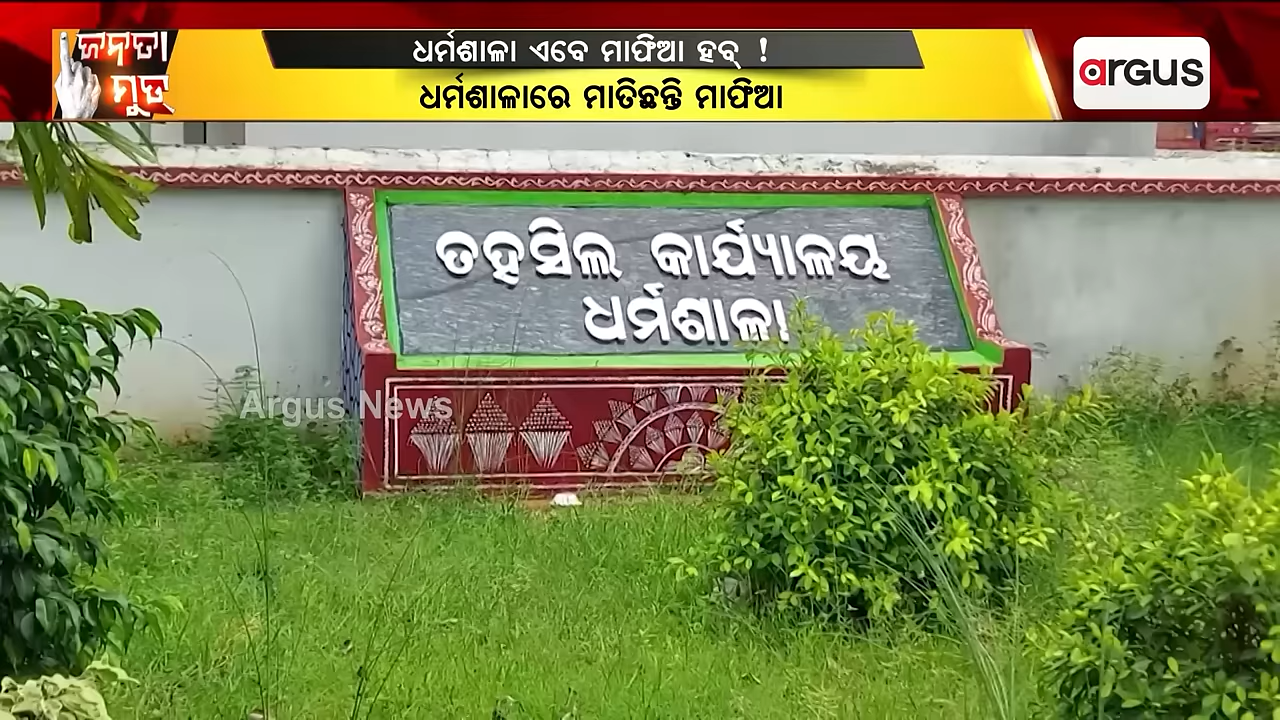 ଜନତା
ମୁଡ୍
ଧର୍ମଶାଳା ଏବେ ମାଫିଆ ହବ୍ !
ଧର୍ମଶାଳାରେ ମାତିଛନ୍ତି ମାଫିଆ
argus
ତହସିଲ କାର୍ଯ୍ୟାଳୟ
ଧର୍ମଶାଳା
Argus News